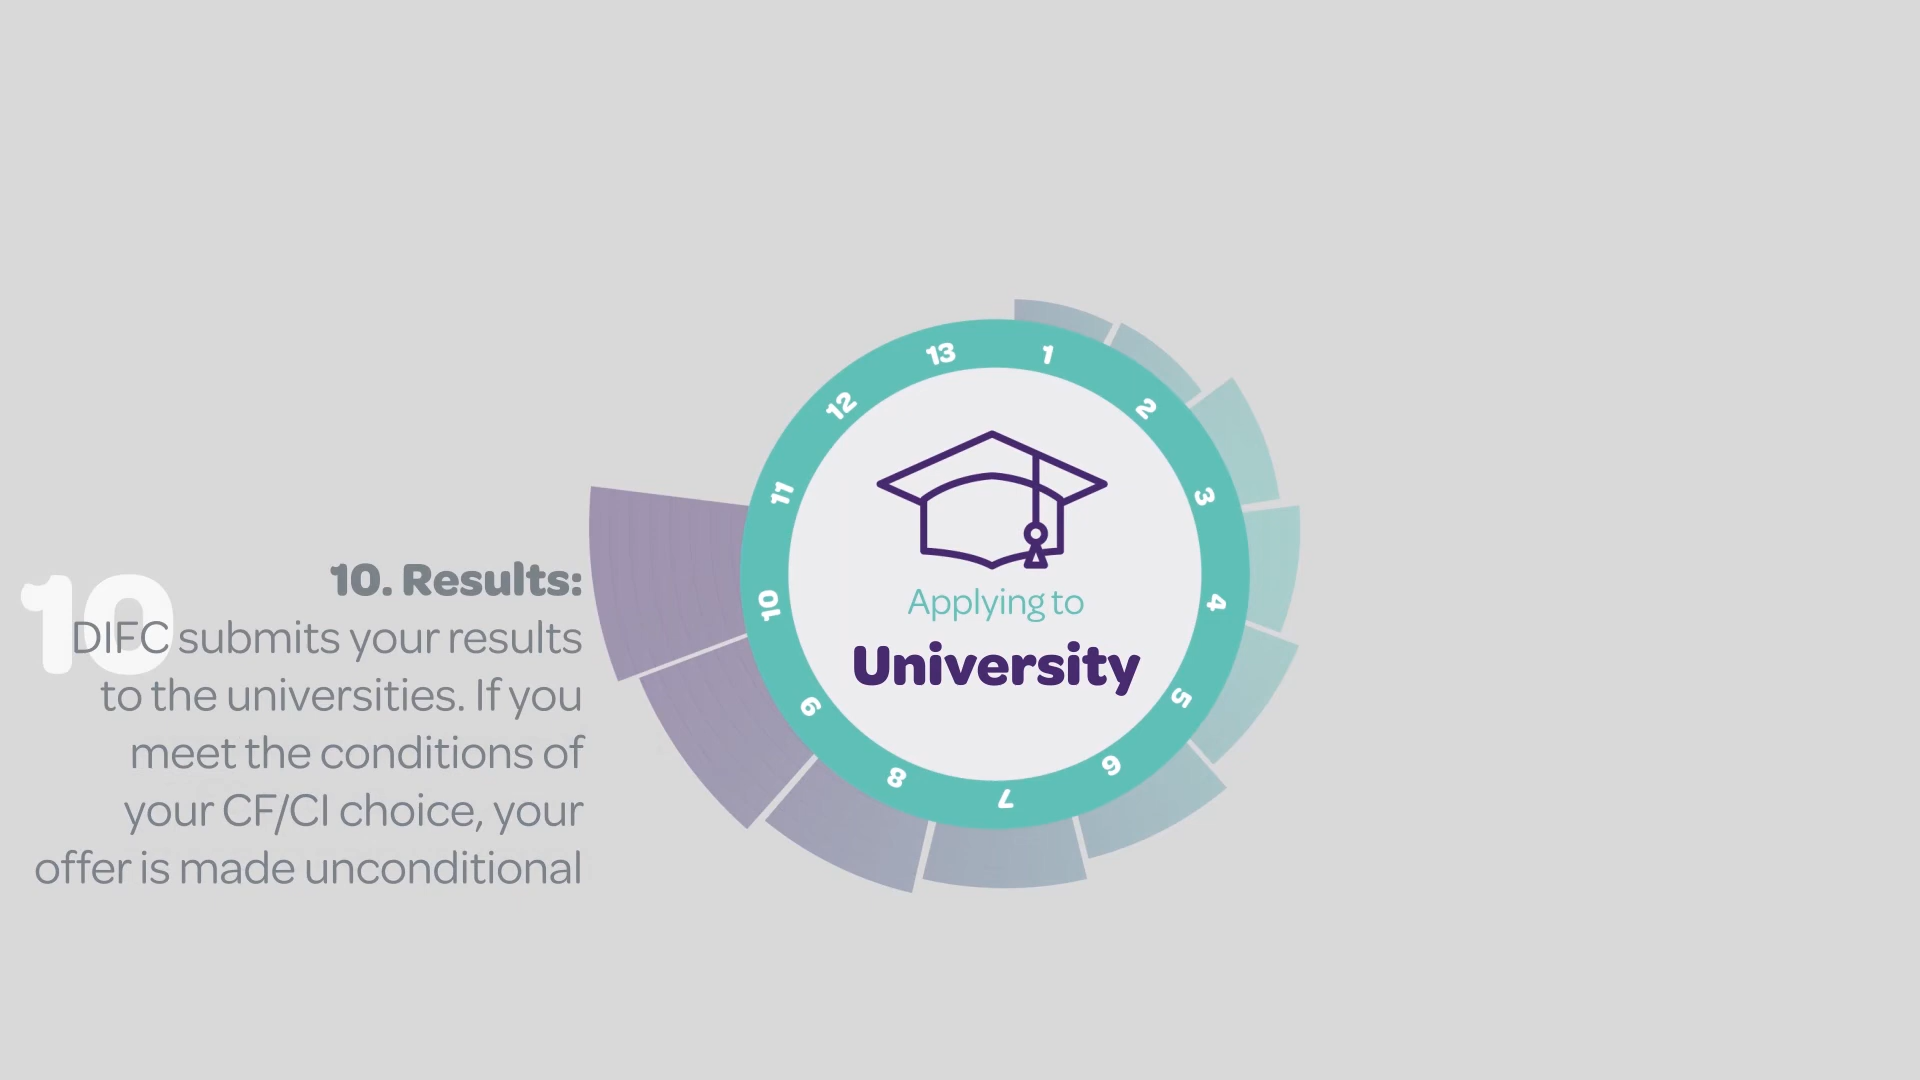 10
10. Results:
DIFC submits your results
to the universities. If you
meet the conditions of
your CF/CI choice, your
offer is made unconditional
1
2
3
4
5
6
7
8
9
10
11
12
13
Applying to
University